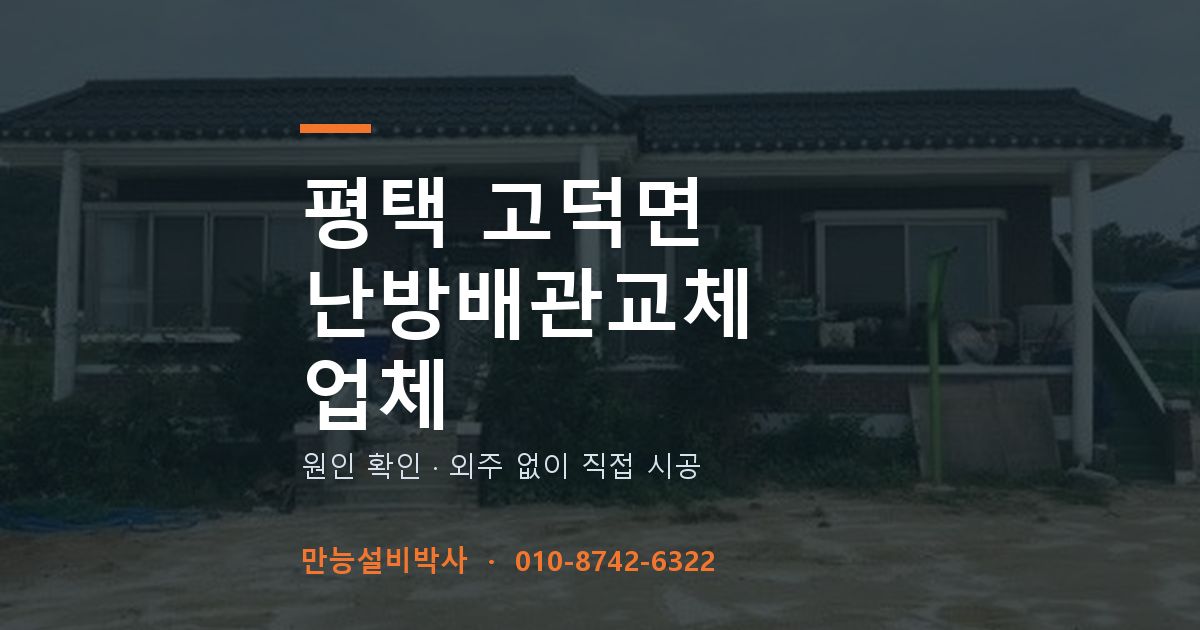 평택 고덕면
난방배관교체
업체
원인 확인 · 외주 없이 직접 시공
만능설비박사 · 010-8742-6322